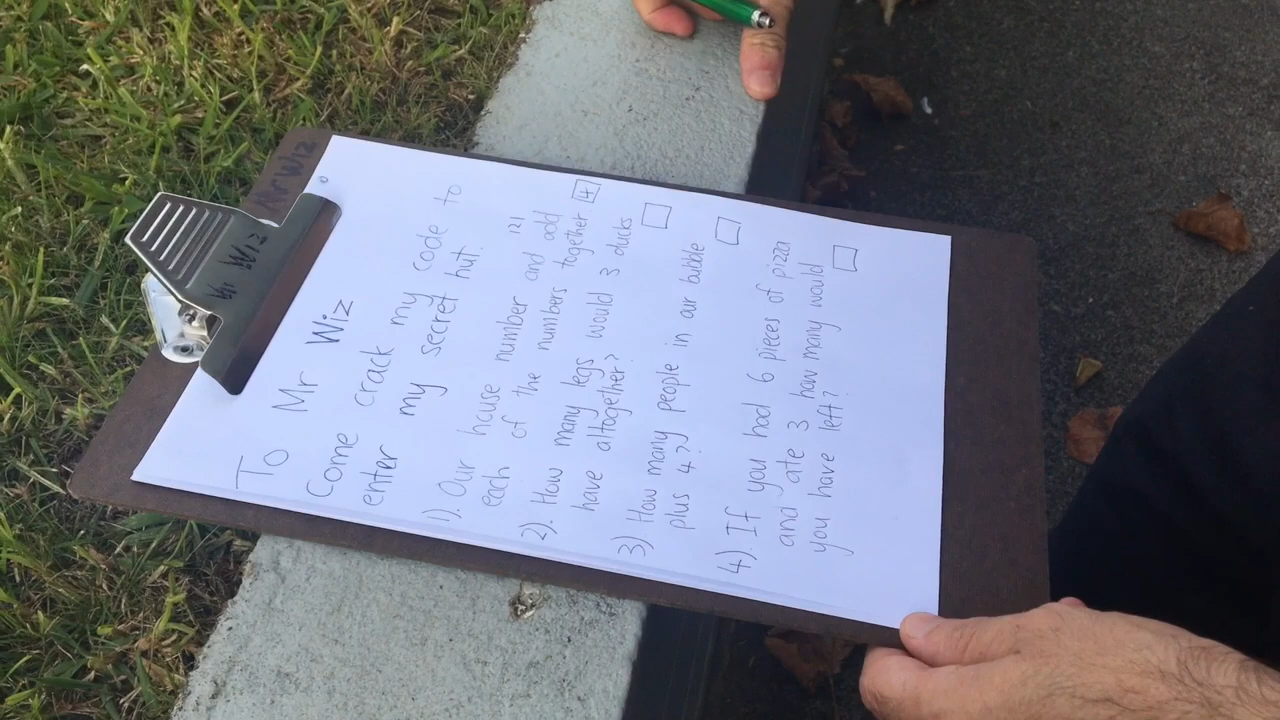 Mr Wiz
Mr Wiz
To Mr Wiz
Come crack my code to
enter my secret hut.
1). Our house number and 121
each of the numbers add
together 4
2). How many legs would 3 ducks
have altogether?
3) How many people in our bubble
plus 4?
4). If you had 6 pieces of pizza
and ate 3 how many would
you have left?